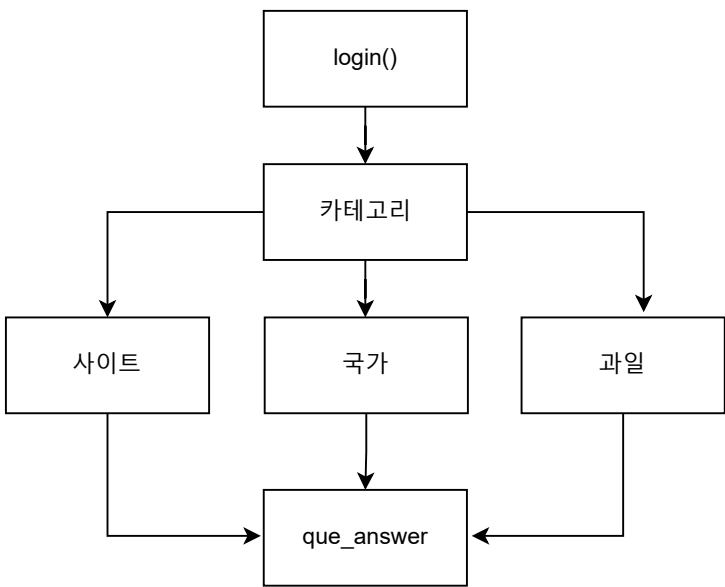 login()
카테고리
사이트
국가
과일
que_answer